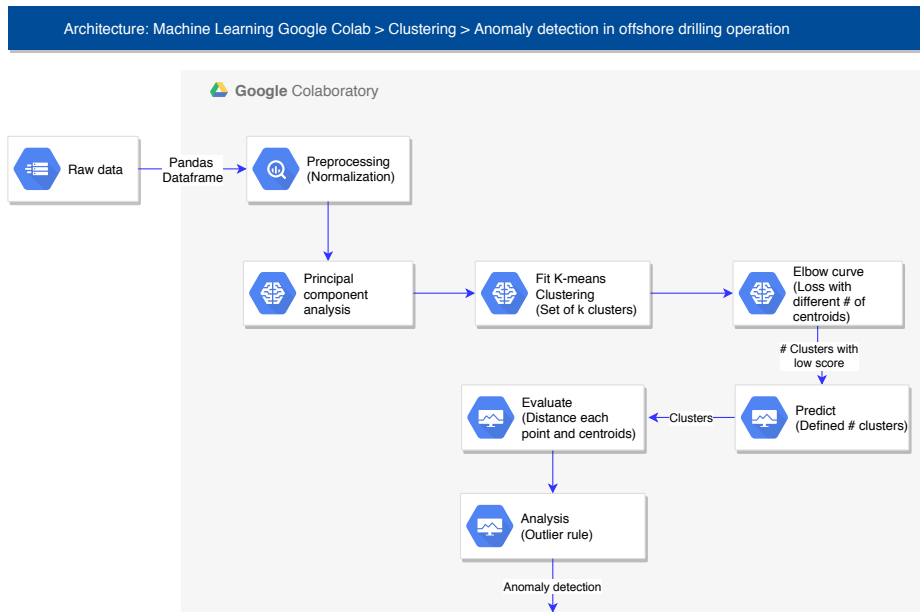 Architecture: Machine Learning Google Colab > Clustering > Anomaly detection in offshore drilling operation
Google Colaboratory
Raw data
Pandas
Dataframe
Preprocessing
(Normalization)
Principal
component
analysis
Fit K-means
Clustering
(Set of k clusters)
Elbow curve
(Loss with
different # of
centroids)
# Clusters with
low score
Predict
(Defined # clusters)
Clusters
Evaluate
(Distance each
point and centroids)
Analysis
(Outlier rule)
Anomaly detection